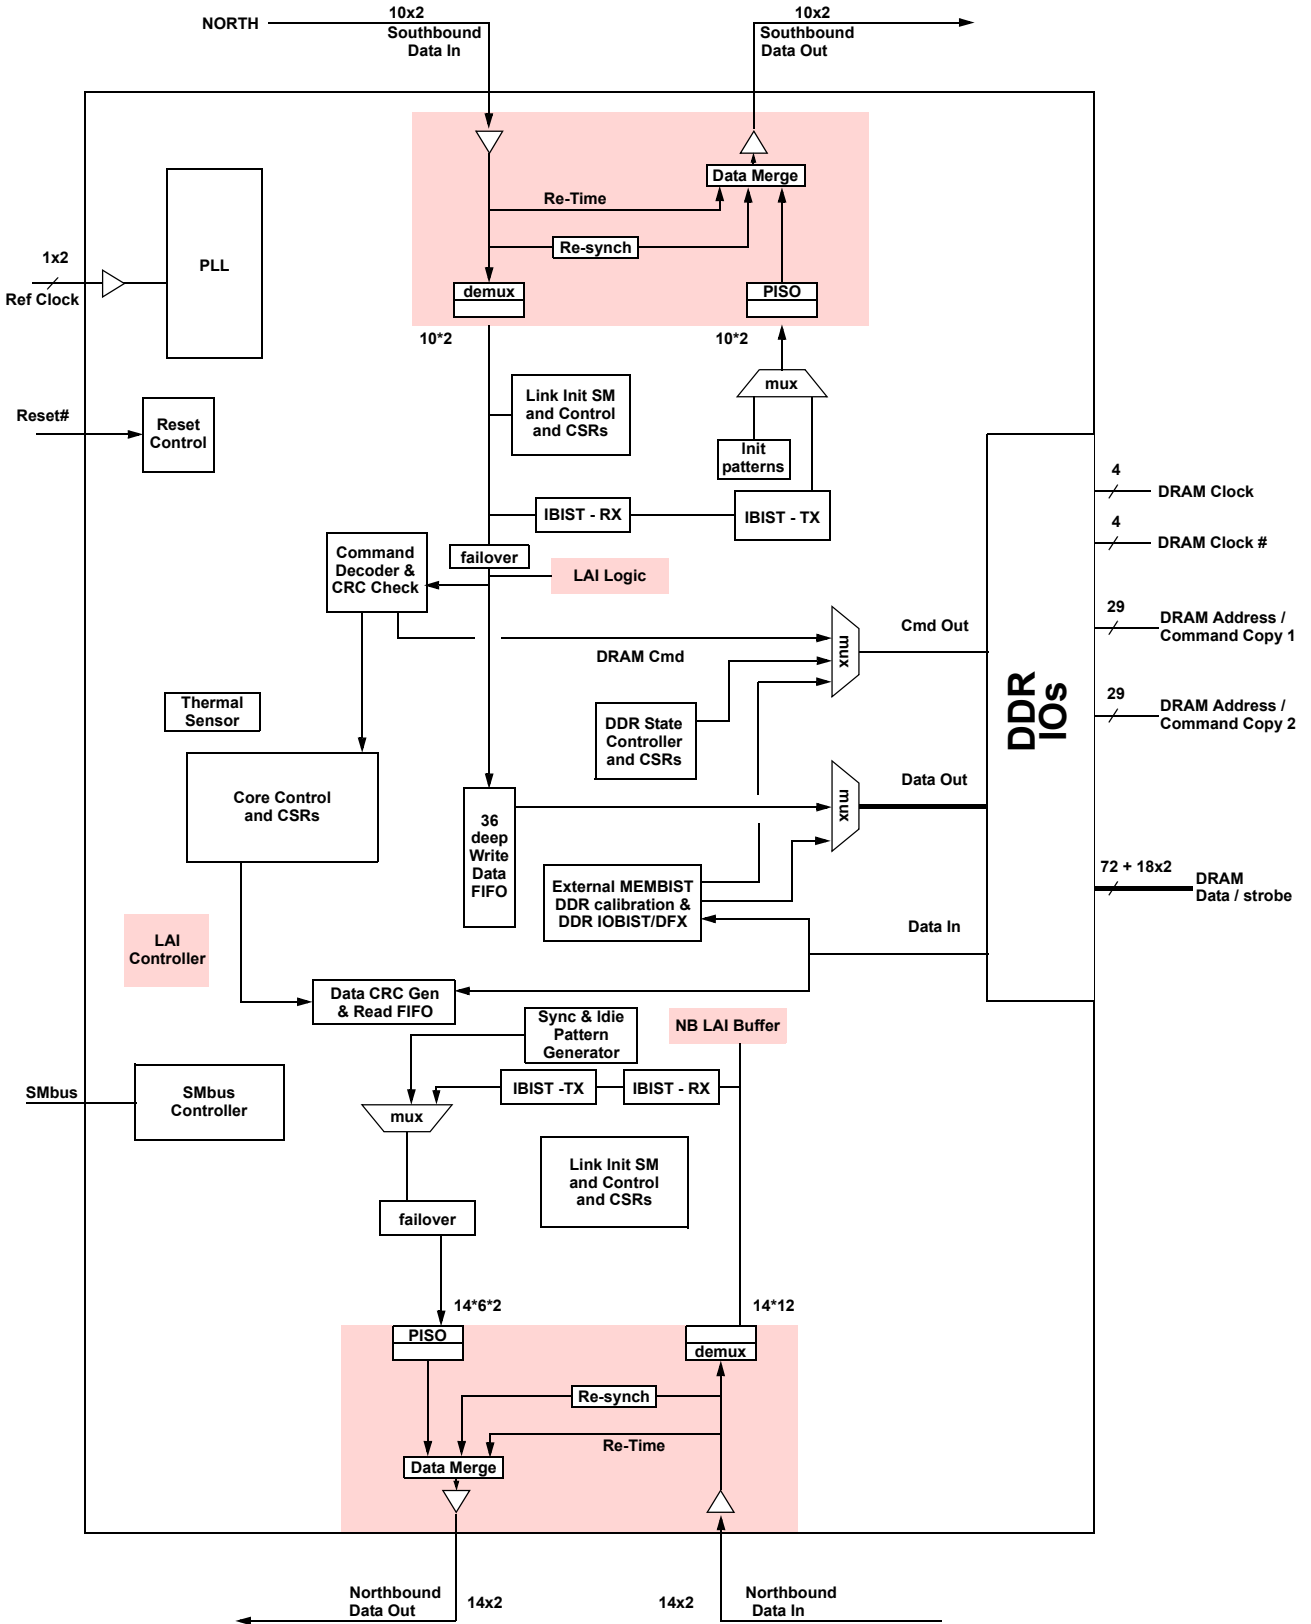 10x2
10x2
NORTH
Southbound
Data In
Southbound
Data Out
Data Merge
Re-Time
Re-synch
1x2
PLL
Ref Clock
demux
PISO
10*2
10*2
mux
Link Init SM
and Control
and CSRs
Reset#
Reset
Control
Init
patterns
4
DRAM Clock
IBIST - RX
IBIST - TX
4
DRAM Clock #
Command
Decoder &
CRC Check
failover
LAI Logic
29
DRAM Address /
Command Copy 1
Cmd Out
mux
DRAM Cmd
Thermal
Sensor
DDR State
Controller
and CSRs
DDR
IOs
29
DRAM Address /
Command Copy 2
Core Control
and CSRs
Data Out
mux
36
deep
Write
Data
FIFO
External MEMBIST
DDR calibration &
DDR IOBIST/DFX
72 + 18x2
DRAM
Data / strobe
Data In
LAI
Controller
Data CRC Gen
& Read FIFO
Sync & Idie
Pattern
Generator
NB LAI Buffer
SMbus
SMbus
Controller
IBIST -TX
IBIST - RX
mux
Link Init SM
and Control
and CSRs
failover
14*6*2
14*12
PISO
demux
Re-synch
Re-Time
Data Merge
Northbound
Data Out
14x2
14x2
Northbound
Data In